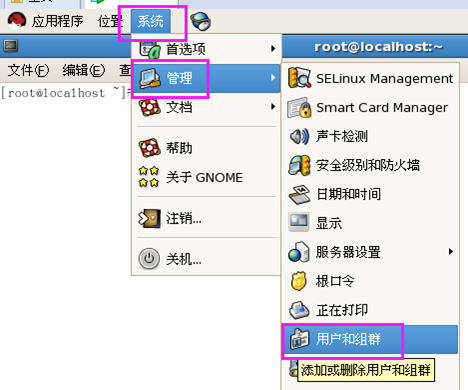 应用程序 位置 系统
root@localhost:~
文件(F) 编辑(E) 查
[root@localhost ~]#
首选项
管理
文档
帮助
关于 GNOME
注销...
关机...
SELinux Management
Smart Card Manager
声卡检测
安全级别和防火墙
日期和时间
显示
服务器设置
根口令
正在打印
用户和组群
添加或删除用户和组群